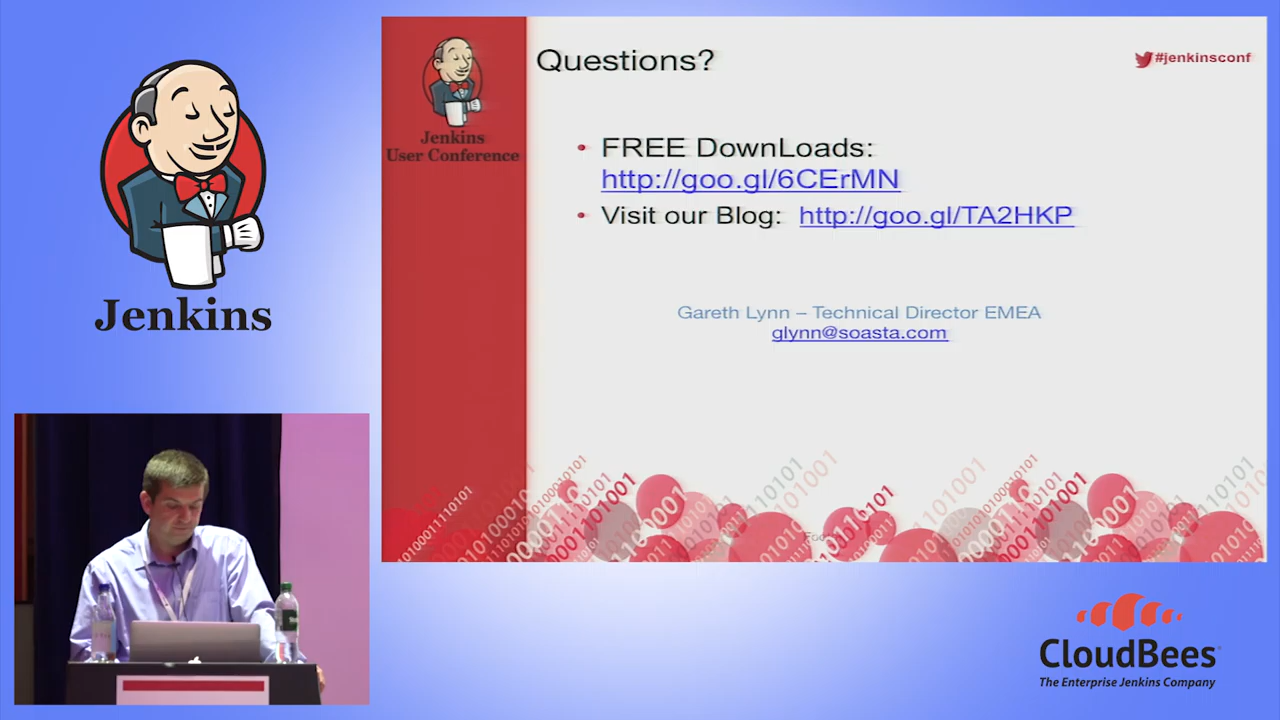 Jenkins
Jenkins
User Conference
Questions?
#jenkinsconf
• FREE DownLoads:
http://goo.gl/6CErMN
• Visit our Blog: http://goo.gl/TA2HKP
Gareth Lynn – Technical Director EMEA
glynn@soasta.com
CloudBees
The Enterprise Jenkins Company